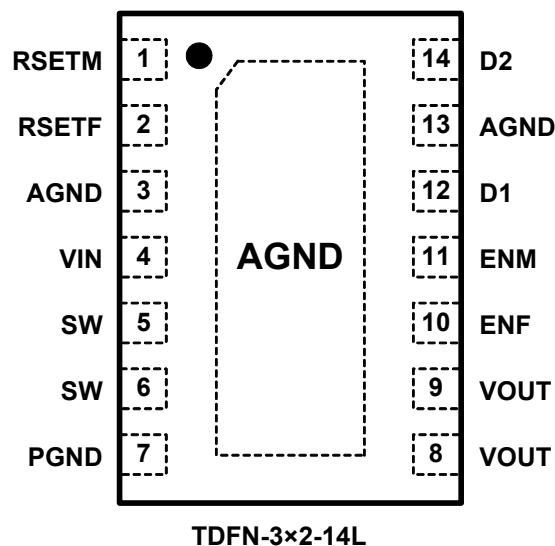 RSETM 1 14 D2
RSETF 2 13 AGND
AGND 3 12 D1
VIN 4 AGND 11 ENM
SW 5 10 ENF
SW 6 9 VOUT
PGND 7 8 VOUT
TDFN-3×2-14L